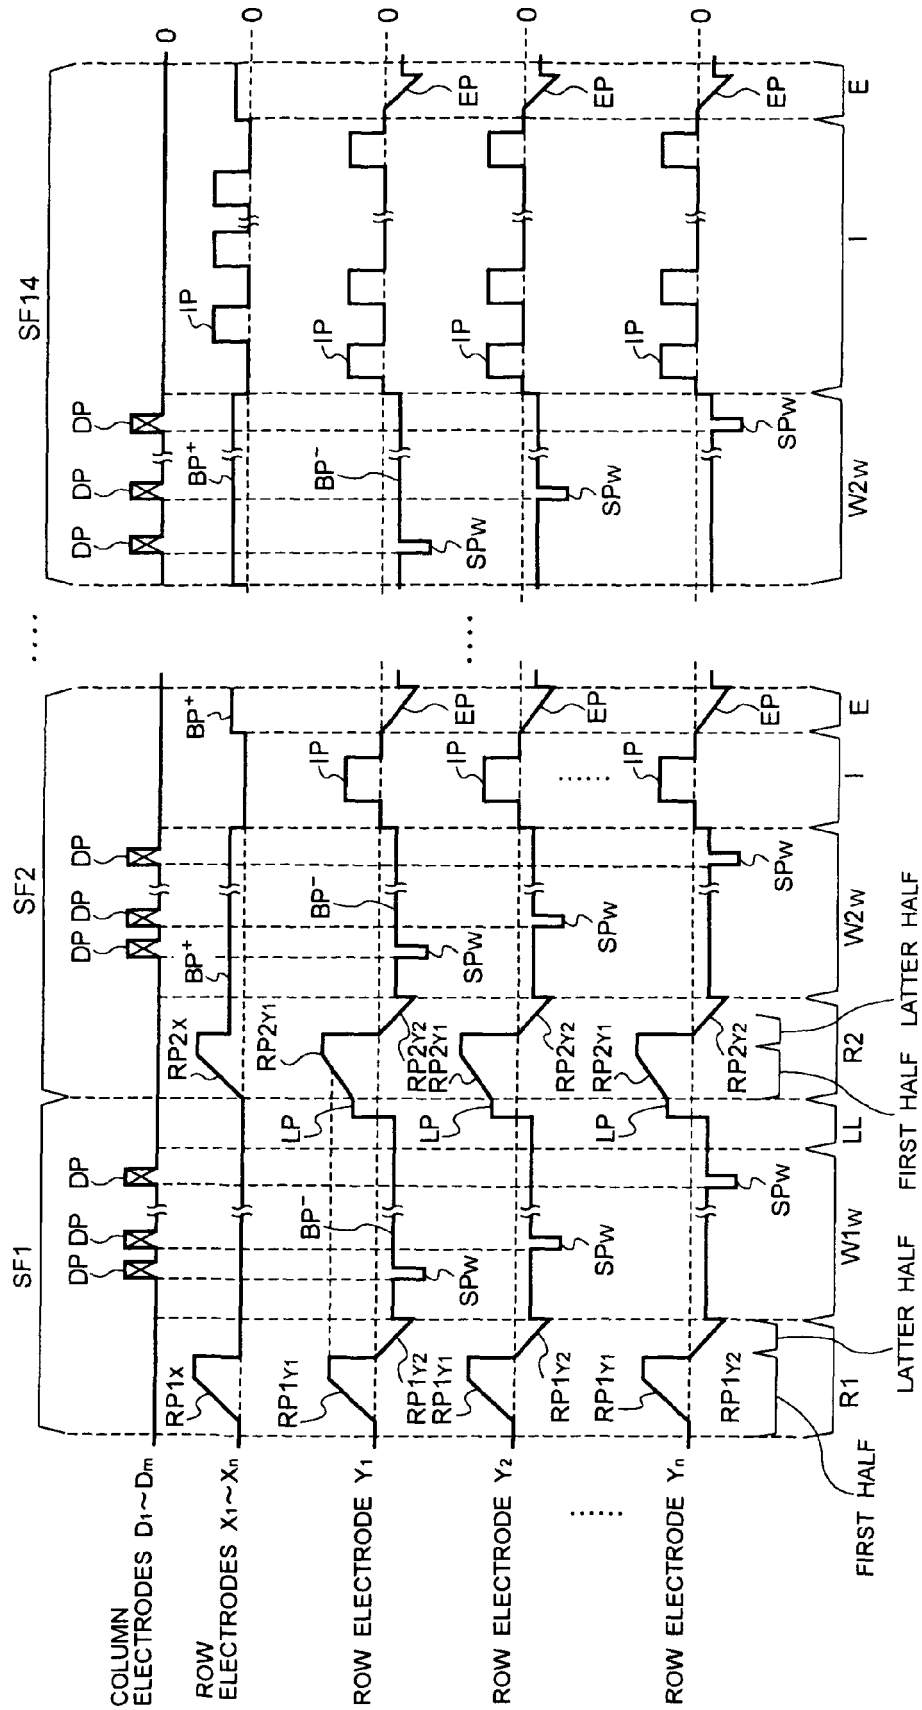 SF1
SF2
....
SF14
COLUMN
ELECTRODES D1~Dm
DP DP
DP
DP DP
DP
DP
DP
DP
0
ROW
ELECTRODES X1~Xn
RP1X
RP2X
BP+
BP+
BP+
IP
0
ROW ELECTRODE Y1
RP1Y1
RP1Y2
BP-
SPw
LP
RP2Y1
RP2Y2
BP-
SPw
IP
EP
BP-
SPw
IP
EP
0
ROW ELECTRODE Y2
RP1Y1
RP1Y2
SPw
LP
RP2Y1
RP2Y2
SPw
IP
EP
....
SPw
IP
EP
0
......
......
ROW ELECTRODE Yn
RP1Y1
RP1Y2
SPw
LP
RP2Y1
RP2Y2
SPw
IP
EP
SPw
IP
EP
0
R1
W1w
LL
R2
W2w
I
E
W2w
I
E
FIRST HALF
LATTER HALF
FIRST HALF
LATTER HALF